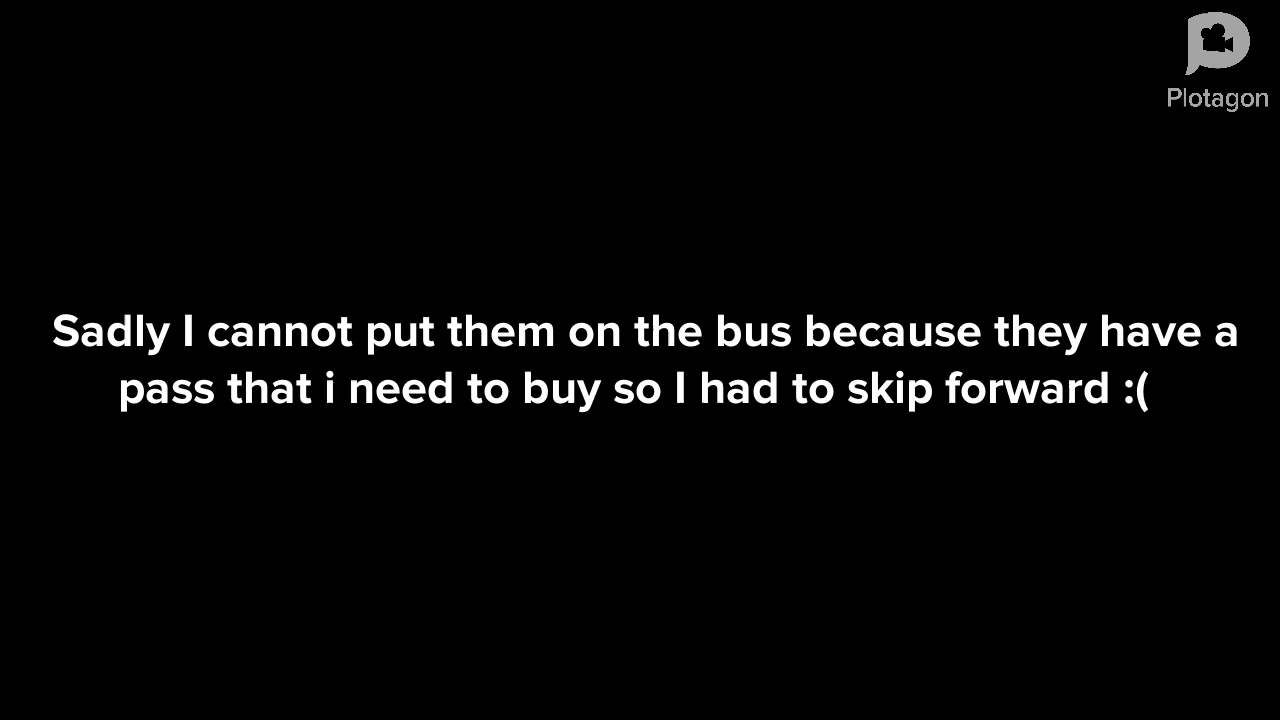 Plotagon
Sadly I cannot put them on the bus because they have a
pass that i need to buy so I had to skip forward :(